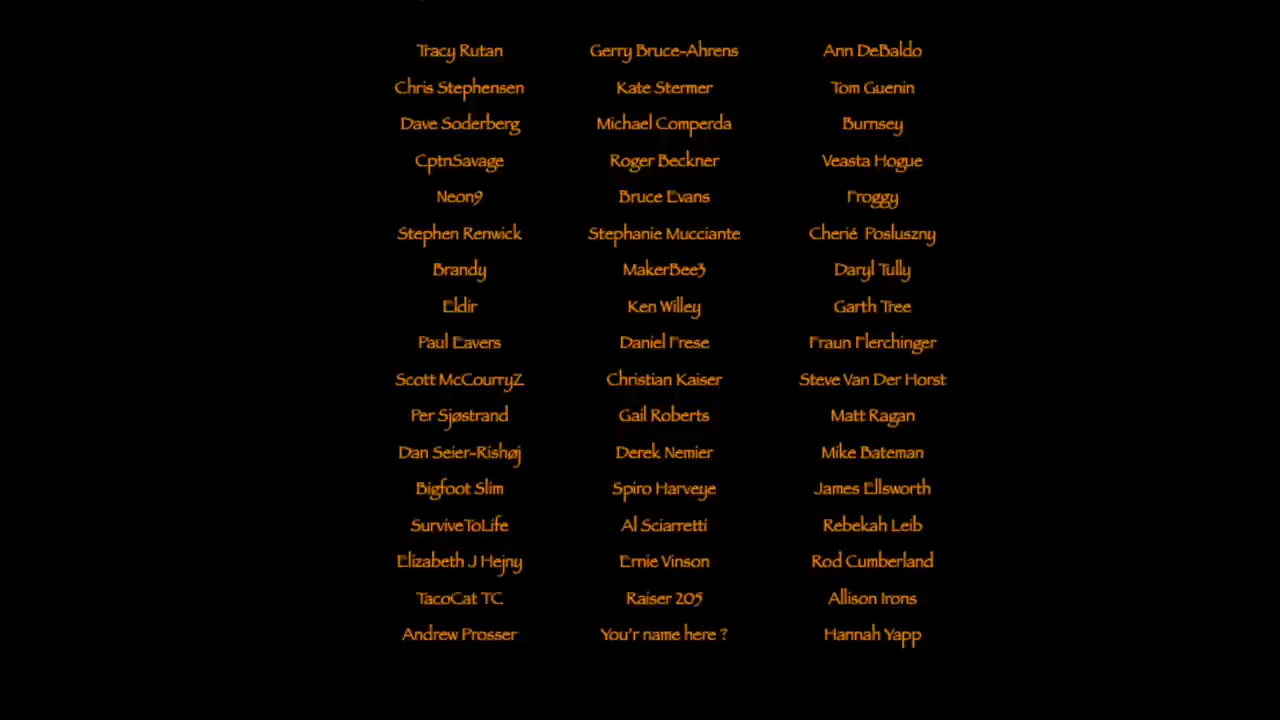 Tracy Rutan Gerry Bruce-Ahrens Ann DeBaldo
Chris Stephensen Kate Stermer Tom Guenin
Dave Soderberg Michael Comperda Burnsey
CptnSavage Roger Beckner Veasta Hogue
Neon9 Bruce Evans Froggy
Stephen Renwick Stephanie Mucciante Cherié Posluszny
Brandy MakerBee3 Daryl Tully
Eldir Ken Willey Garth Tree
Paul Eavers Daniel Frese Fraun Flerchinger
Scott McCourryZ Christian Kaiser Steve Van Der Horst
Per Sjøstrand Gail Roberts Matt Ragan
Dan Seier-Rishøj Derek Nemier Mike Bateman
Bigfoot Slim Spiro Harveye James Ellsworth
SurviveToLife Al Sciarretti Rebekah Leib
Elizabeth J Hejny Ernie Vinson Rod Cumberland
TacoCat TC Raiser 205 Allison Irons
Andrew Prosser You'r name here ? Hannah Yapp